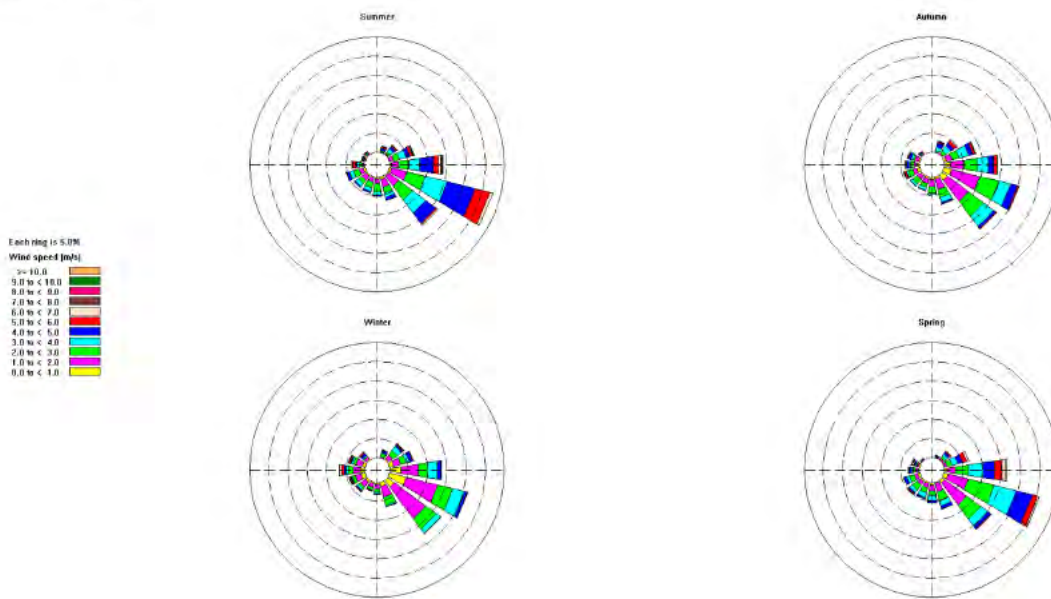 Summer
Autumn
Each ring is 5.0%
Wind speed (m/s)
>= 10.0
9.0 to < 10.0
8.0 to < 9.0
7.0 to < 8.0
6.0 to < 7.0
5.0 to < 6.0
4.0 to < 5.0
3.0 to < 4.0
2.0 to < 3.0
1.0 to < 2.0
0.0 to < 1.0
Winter
Spring